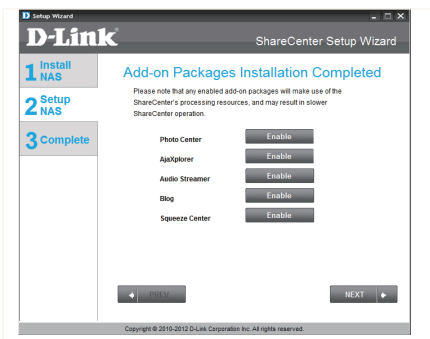 Setup Wizard
D-Link
ShareCenter Setup Wizard
1 Install
NAS
2 Setup
NAS
3 Complete
Add-on Packages Installation Completed
Please note that any enabled add-on packages will make use of the
ShareCenter's processing resources, and may result in slower
ShareCenter operation.
Photo Center Enable
AjaXplorer Enable
Audio Streamer Enable
Blog Enable
Squeeze Center Enable
PREV NEXT
Copyright © 2010-2012 D-Link Corporation Inc. All rights reserved.